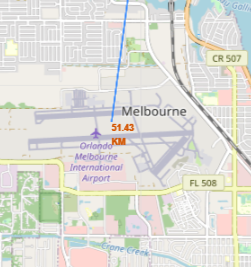 CR 507
Melbourne
51.43
KM
Orlando
Melbourne
International
Airport
FL 508
Crane Creek